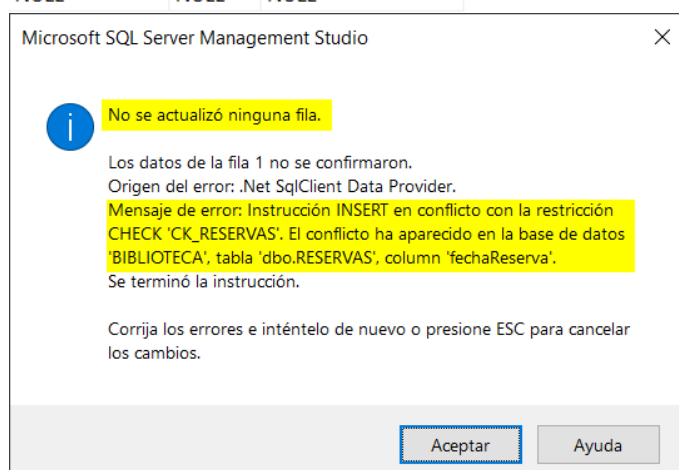 NULL NULL NULL
Microsoft SQL Server Management Studio
No se actualizó ninguna fila.
Los datos de la fila 1 no se confirmaron.
Origen del error: .Net SqlClient Data Provider.
Mensaje de error: Instrucción INSERT en conflicto con la restricción
CHECK 'CK_RESERVAS'. El conflicto ha aparecido en la base de datos
'BIBLIOTECA', tabla 'dbo.RESERVAS', column 'fechaReserva'.
Se terminó la instrucción.
Corrija los errores e inténtelo de nuevo o presione ESC para cancelar
los cambios.
Aceptar Ayuda